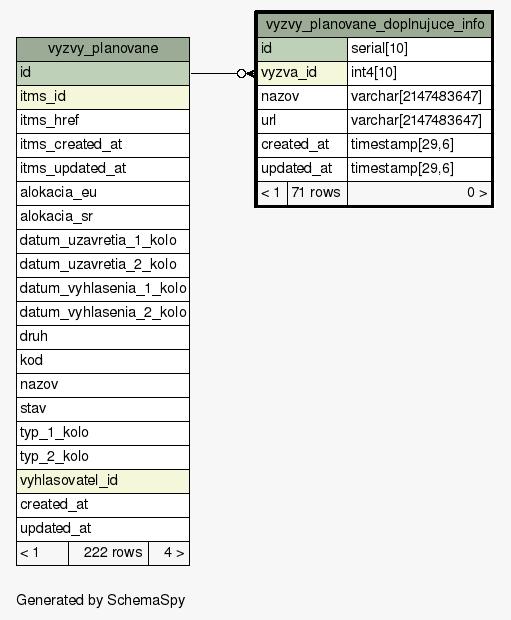 vyzvy_planovane
id
itms_id
itms_href
itms_created_at
itms_updated_at
alokacia_eu
alokacia_sr
datum_uzavretia_1_kolo
datum_uzavretia_2_kolo
datum_vyhlasenia_1_kolo
datum_vyhlasenia_2_kolo
druh
kod
nazov
stav
typ_1_kolo
typ_2_kolo
vyhlasovatel_id
created_at
updated_at
< 1 222 rows 4 >
vyzvy_planovane_doplnujuce_info
id serial[10]
vyzva_id int4[10]
nazov varchar[2147483647]
url varchar[2147483647]
created_at timestamp[29,6]
updated_at timestamp[29,6]
< 1 71 rows 0 >
Generated by SchemaSpy